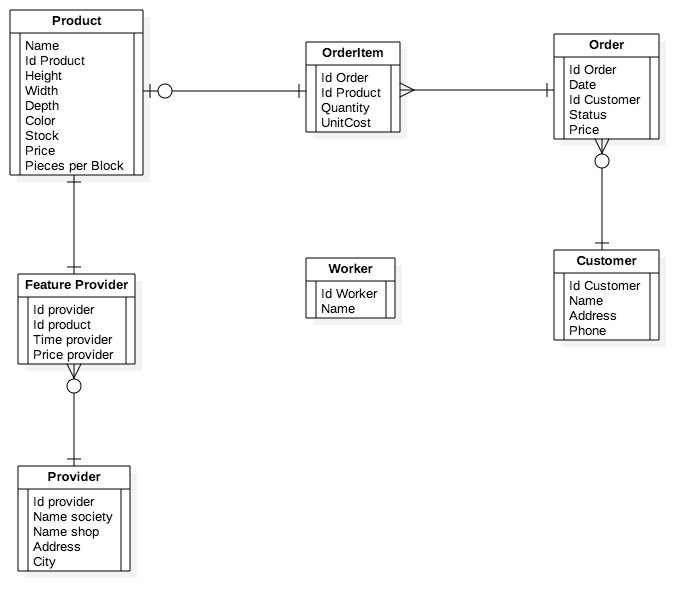 Product
Name
Id Product
Height
Width
Depth
Color
Stock
Price
Pieces per Block
OrderItem
Id Order
Id Product
Quantity
UnitCost
Order
Id Order
Date
Id Customer
Status
Price
Feature Provider
Id provider
Id product
Time provider
Price provider
Worker
Id Worker
Name
Customer
Id Customer
Name
Address
Phone
Provider
Id provider
Name society
Name shop
Address
City